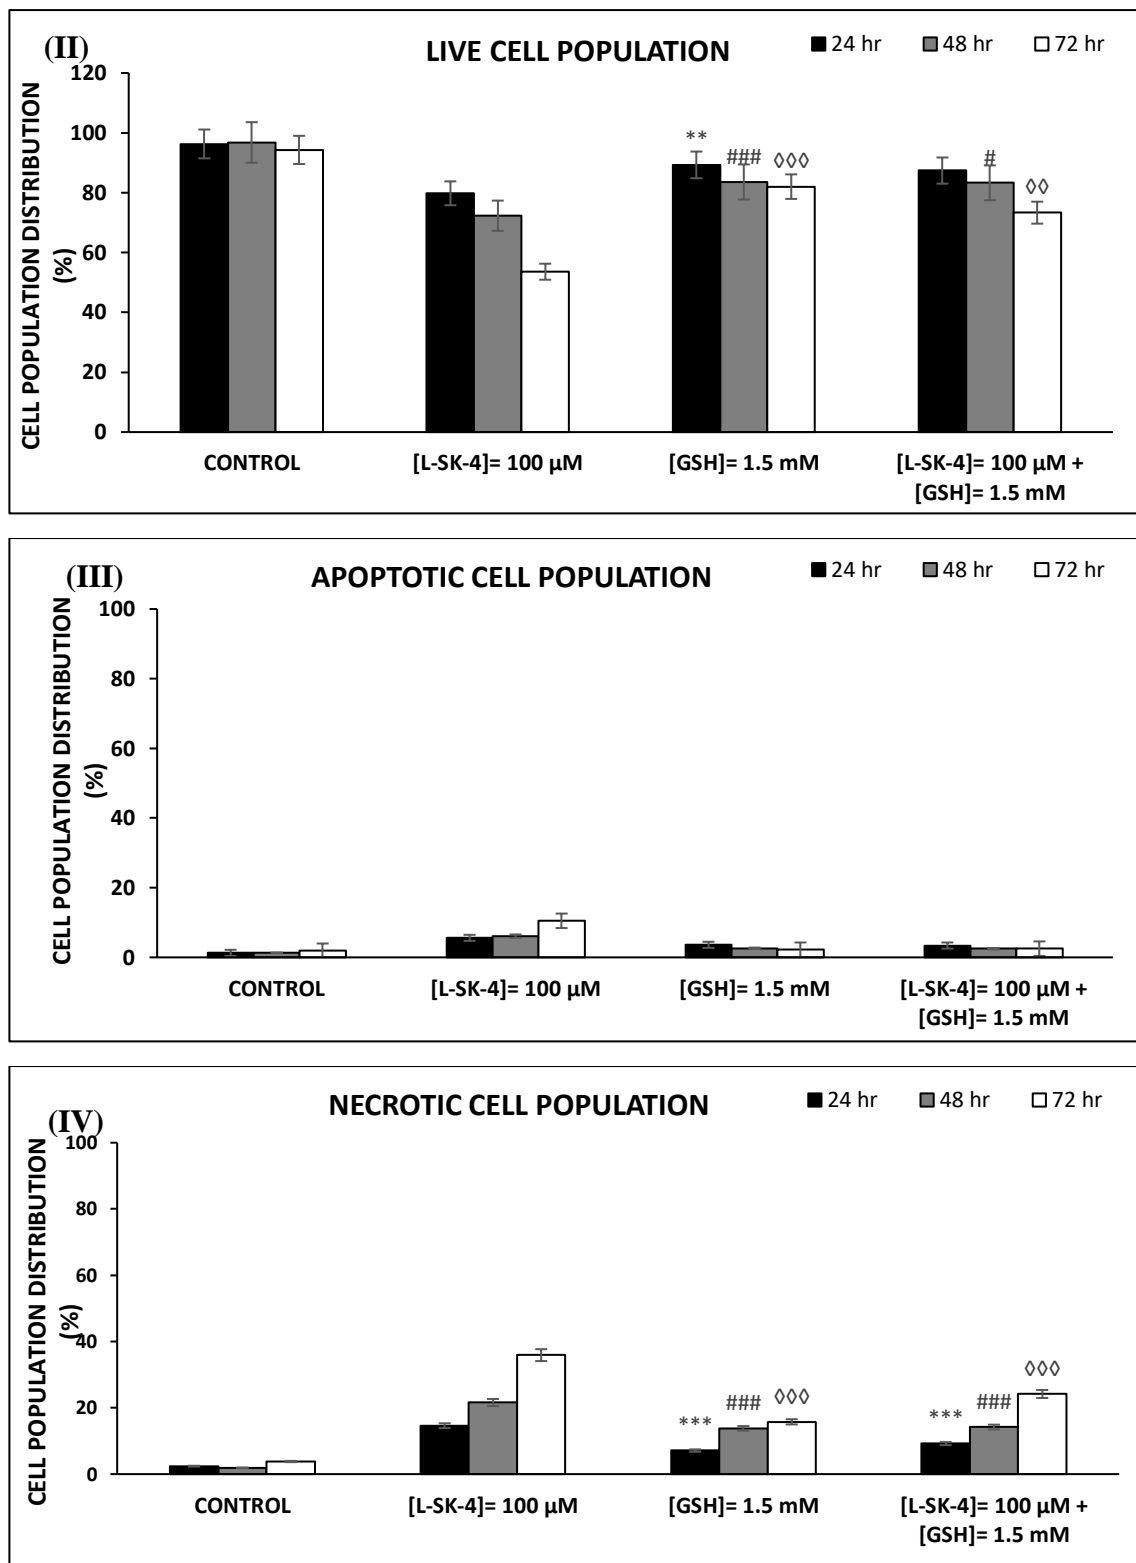 (II)
LIVE CELL POPULATION
24 hr 48 hr 72 hr
CELL POPULATION DISTRIBUTION
(%)
120
100
80
60
40
20
0
**
###
◊◊◊
#
◊◊
CONTROL
[L-SK-4]= 100 µM
[GSH]= 1.5 mM
[L-SK-4]= 100 µM +
[GSH]= 1.5 mM
(III)
APOPTOTIC CELL POPULATION
24 hr 48 hr 72 hr
CELL POPULATION DISTRIBUTION
(%)
100
80
60
40
20
0
CONTROL
[L-SK-4]= 100 µM
[GSH]= 1.5 mM
[L-SK-4]= 100 µM +
[GSH]= 1.5 mM
(IV)
NECROTIC CELL POPULATION
24 hr 48 hr 72 hr
CELL POPULATION DISTRIBUTION
(%)
100
80
60
40
20
0
***
###
◊◊◊
***
###
◊◊◊
CONTROL
[L-SK-4]= 100 µM
[GSH]= 1.5 mM
[L-SK-4]= 100 µM +
[GSH]= 1.5 mM